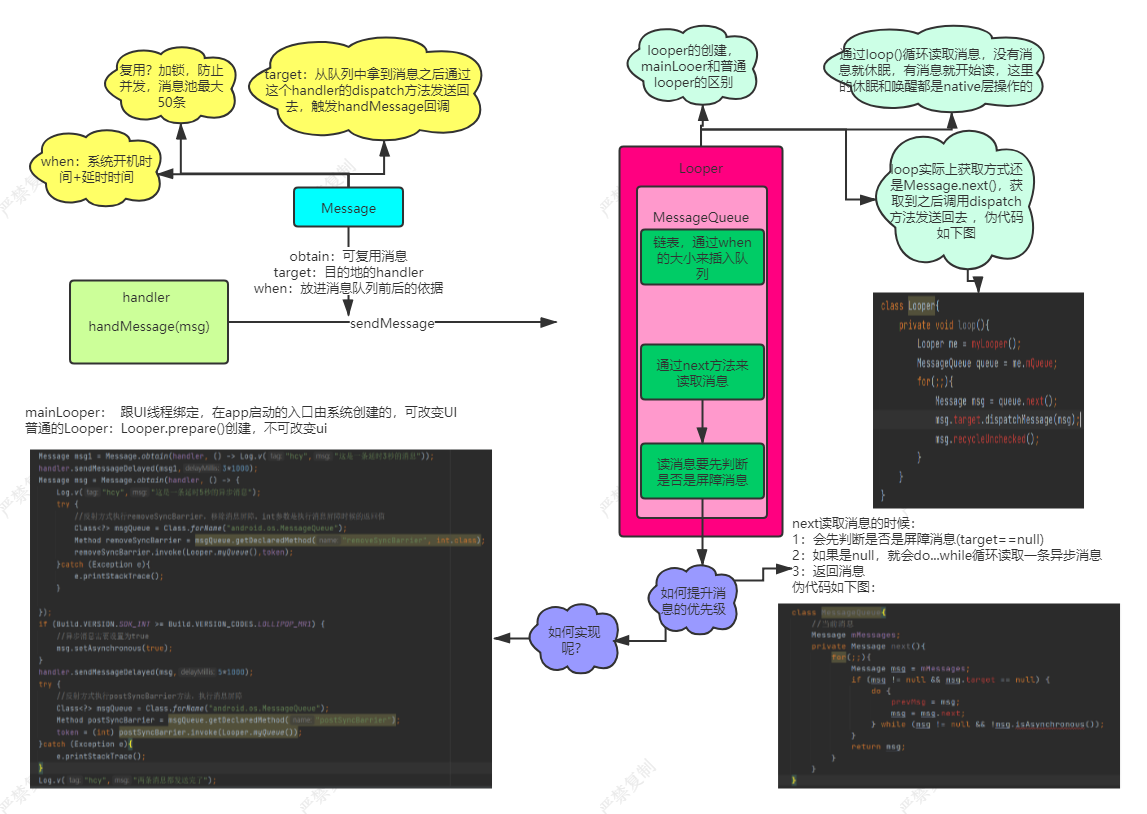 复用？加锁，防止
并发，消息池最大
50条
target：从队列中拿到消息之后通过
这个handler的dispatch方法发送回
去，触发handMessage回调
when：系统开机时
间+延时时间
Message
obtain：可复用消息
target：目的地的handler
when：放进消息队列前后的依据
handler
handMessage(msg)
sendMessage
looper的创建，
mainLooer和普通
looper的区别
通过loop()循环读取消息，没有消
息就休眠，有消息就开始读，这里
的休眠和唤醒都是native层操作的
loop实际上获取方式还
是Message.next()，获
取到之后调用dispatch
方法发送回去 ，伪代码
如下图
Looper
MessageQueue
链表，通过when
的大小来插入队
列
通过next方法来
读取消息
读消息要先判断
是否是屏障消息
class Looper{
private void loop(){
Looper me = myLooper();
MessageQueue queue = me.mQueue;
for(;;){
Message msg = queue.next();
msg.target.dispatchMessage(msg);
msg.recycleUnchecked();
}
}
}
mainLooper： 跟UI线程绑定，在app启动的入口由系统创建的，可改变UI
普通的Looper：Looper.prepare()创建，不可改变ui
Message msg1 = Message.obtain(handler, () -> Log.v( tag: "hcy", msg: "这是一条延时3秒的消息"));
handler.sendMessageDelayed(msg1, delayMillis: 3*1000);
Message msg = Message.obtain(handler, () -> {
Log.v( tag: "hcy", msg: "这是一条延时5秒的异步消息");
try {
//反射方式执行removeSyncBarrier，移除消息屏障，int参数是执行消息屏障时候的返回值
Class<?> msgQueue = Class.forName("android.os.MessageQueue");
Method removeSyncBarrier = msgQueue.getDeclaredMethod( name: "removeSyncBarrier", int.class);
removeSyncBarrier.invoke(Looper.myQueue(),token);
}catch (Exception e){
e.printStackTrace();
}
});
if (Build.VERSION.SDK_INT >= Build.VERSION_CODES.LOLLIPOP_MR1) {
//异步消息需要设置为true
msg.setAsynchronous(true);
}
handler.sendMessageDelayed(msg, delayMillis: 5*1000);
try {
//反射方式执行postSyncBarrier方法，执行消息屏障
Class<?> msgQueue = Class.forName("android.os.MessageQueue");
Method postSyncBarrier = msgQueue.getDeclaredMethod( name: "postSyncBarrier");
token = (int) postSyncBarrier.invoke(Looper.myQueue());
}catch (Exception e){
e.printStackTrace();
}
Log.v( tag: "hcy", msg: "两条消息都发送完了");
如何提升消
息的优先级
如何实现
呢？
next读取消息的时候：
1：会先判断是否是屏障消息(target==null)
2：如果是null，就会do...while循环读取一条异步消息
3：返回消息
伪代码如下图：
class MessageQueue{
//当前消息
Message mMessages;
private Message next(){
for(;;){
Message msg = mMessages;
if (msg != null && msg.target == null) {
do {
prevMsg = msg;
msg = msg.next;
} while (msg != null && !msg.isAsynchronous());
}
return msg;
}
}
}
严禁复制
严禁复制
严禁复制